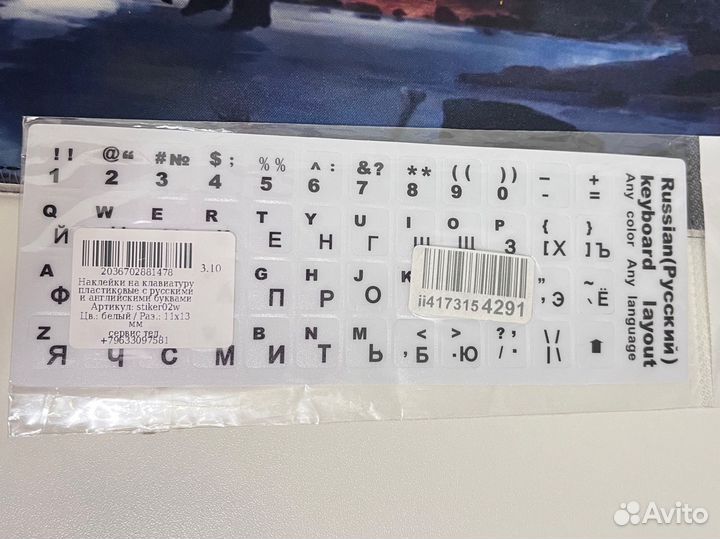 !! @“ #№ $; %% ^: &? ** (( )) – +
1 2 3 4 5 6 7 8 9 0 - =
Q W E R T Y U I O P { }
Й Е Н Г Ш Щ З [Х ]Ъ
2036702881478 3.10
Наклейки на клавиатуру
пластиковые с русскими
и английскими буквами
Артикул: stiker02w
Цв.: белый / Раз.: 11x13
мм
сервис тел.
+79633097581
A G H J K
Ф П Р О ,Э Ё
ii4173154291
Z B N M < > ?
Я Ч С М И Т Ь ,Б .Ю
Russian(Русский)
keyboard layout
Any color Any language
Avito